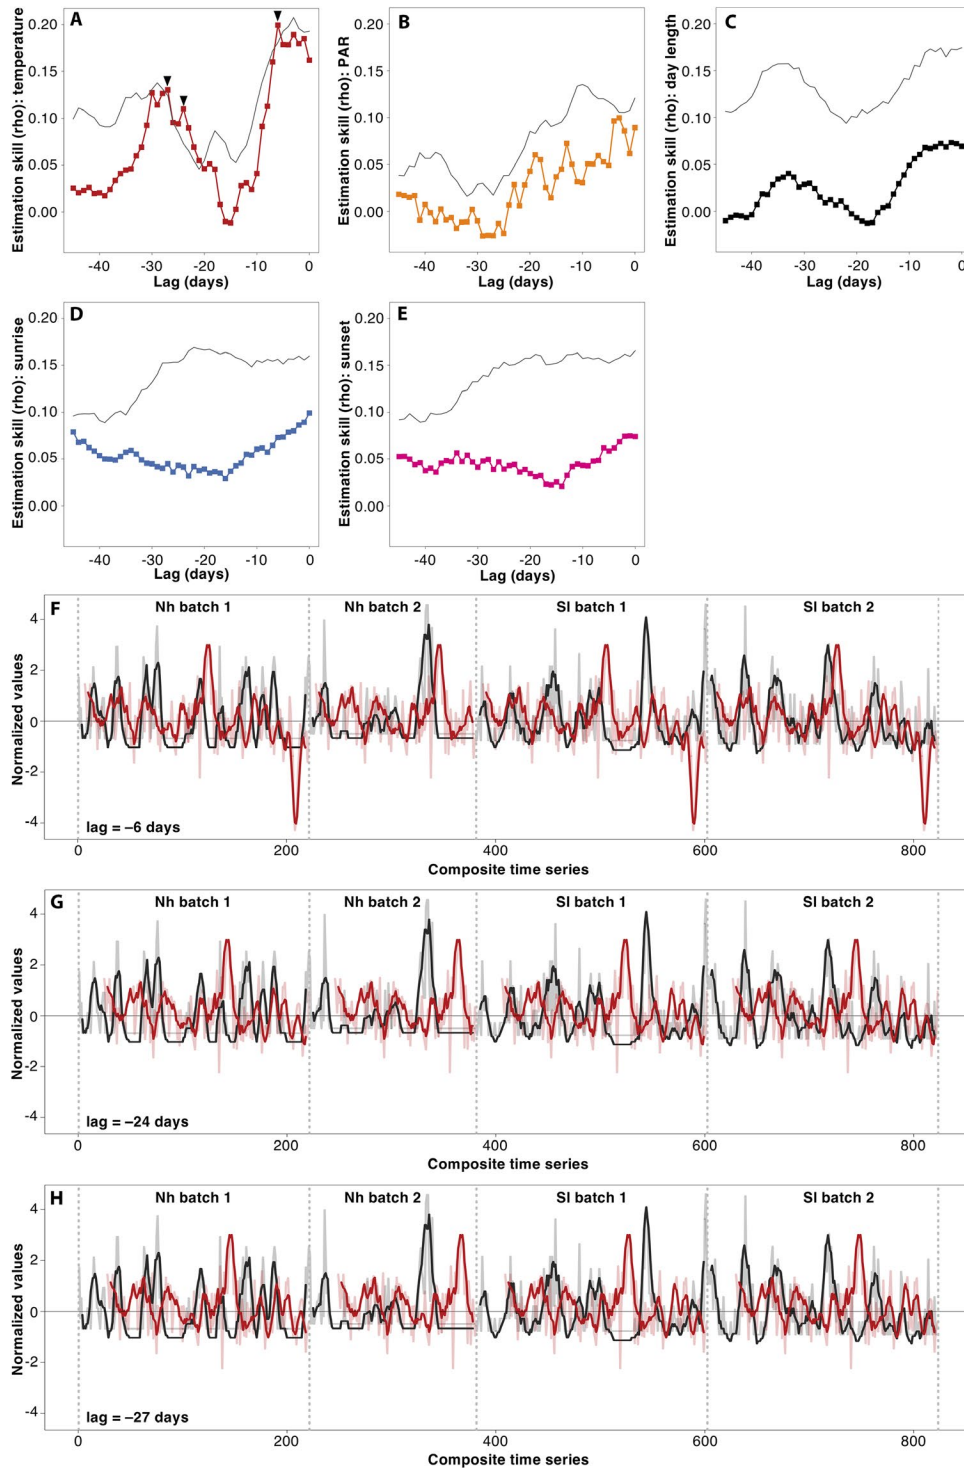 A
Estimation skill (rho): temperature
0.20
0.15
0.10
0.05
0.00
-40 -30 -20 -10 0
Lag (days)
B
Estimation skill (rho): PAR
0.20
0.15
0.10
0.05
0.00
-40 -30 -20 -10 0
Lag (days)
C
Estimation skill (rho): day length
0.20
0.15
0.10
0.05
0.00
-40 -30 -20 -10 0
Lag (days)
D
Estimation skill (rho): sunrise
0.20
0.15
0.10
0.05
0.00
-40 -30 -20 -10 0
Lag (days)
E
Estimation skill (rho): sunset
0.20
0.15
0.10
0.05
0.00
-40 -30 -20 -10 0
Lag (days)
F
Nh batch 1 Nh batch 2 SI batch 1 SI batch 2
Normalized values
4
2
0
-2
-4
lag = –6 days
0 200 400 600 800
Composite time series
G
Nh batch 1 Nh batch 2 SI batch 1 SI batch 2
Normalized values
4
2
0
-2
-4
lag = –24 days
0 200 400 600 800
Composite time series
H
Nh batch 1 Nh batch 2 SI batch 1 SI batch 2
Normalized values
4
2
0
-2
-4
lag = –27 days
0 200 400 600 800
Composite time series